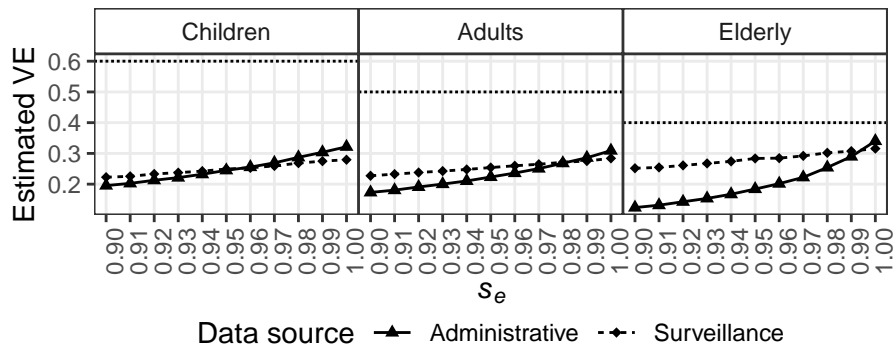 Children Adults Elderly
Estimated VE
0.6
0.5
0.4
0.3
0.2
0.90 0.91 0.92 0.93 0.94 0.95 0.96 0.97 0.98 0.99 1.00 0.90 0.91 0.92 0.93 0.94 0.95 0.96 0.97 0.98 0.99 1.00 0.90 0.91 0.92 0.93 0.94 0.95 0.96 0.97 0.98 0.99 1.00
sₑ
Data source Administrative Surveillance